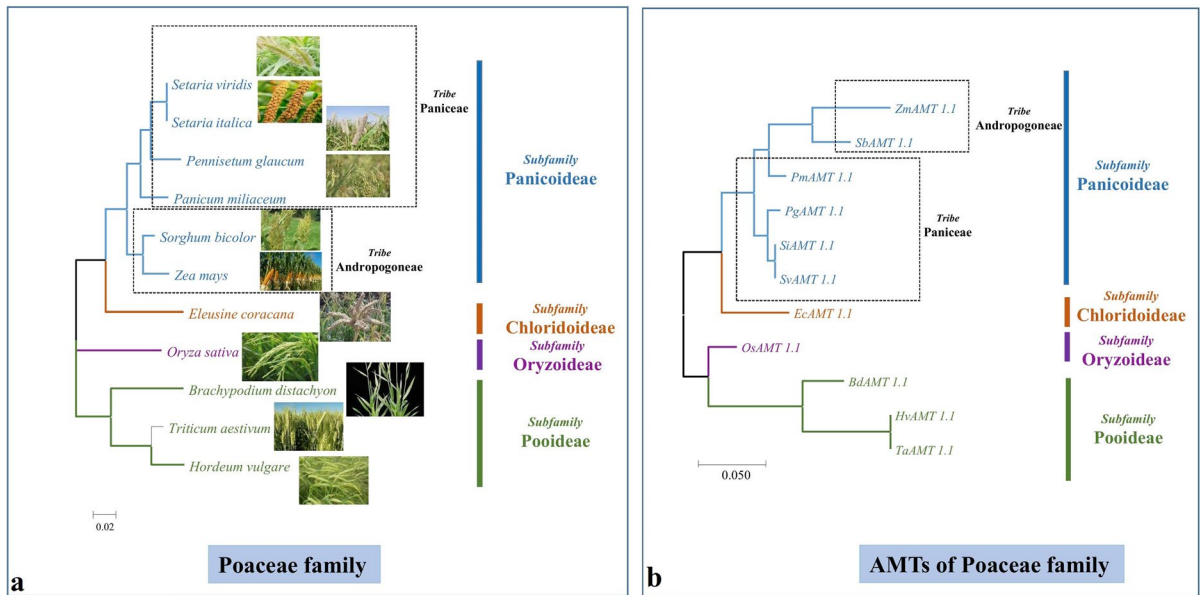 Setaria viridis
Setaria italica
Pennisetum glaucum
Panicum miliaceum
Sorghum bicolor
Zea mays
Eleusine coracana
Oryza sativa
Brachypodium distachyon
Triticum aestivum
Hordeum vulgare
Tribe
Paniceae
Tribe
Andropogoneae
Subfamily
Panicoideae
Subfamily
Chloridoideae
Subfamily
Oryzoideae
Subfamily
Pooideae
0.02
Poaceae family
a
ZmAMT 1.1
SbAMT 1.1
PmAMT 1.1
PgAMT 1.1
SiAMT 1.1
SvAMT 1.1
EcAMT 1.1
OsAMT 1.1
BdAMT 1.1
HvAMT 1.1
TaAMT 1.1
Tribe
Andropogoneae
Tribe
Paniceae
Subfamily
Panicoideae
Subfamily
Chloridoideae
Subfamily
Oryzoideae
Subfamily
Pooideae
0.050
AMTs of Poaceae family
b